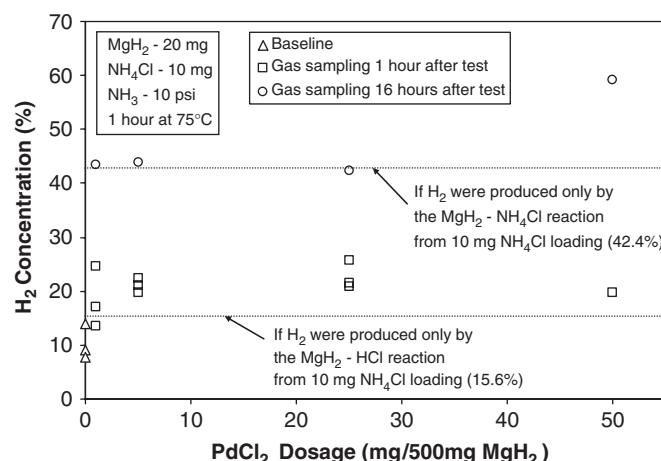 70
60
50
40
30
20
10
0
H2 Concentration (%)
MgH2 - 20 mg
NH4Cl - 10 mg
NH3 - 10 psi
1 hour at 75°C
Baseline
Gas sampling 1 hour after test
Gas sampling 16 hours after test
If H2 were produced only by
the MgH2 - NH4Cl reaction
from 10 mg NH4Cl loading (42.4%)
If H2 were produced only by
the MgH2 - HCl reaction
from 10 mg NH4Cl loading (15.6%)
0 10 20 30 40 50
PdCl2 Dosage (mg/500mg MgH2)